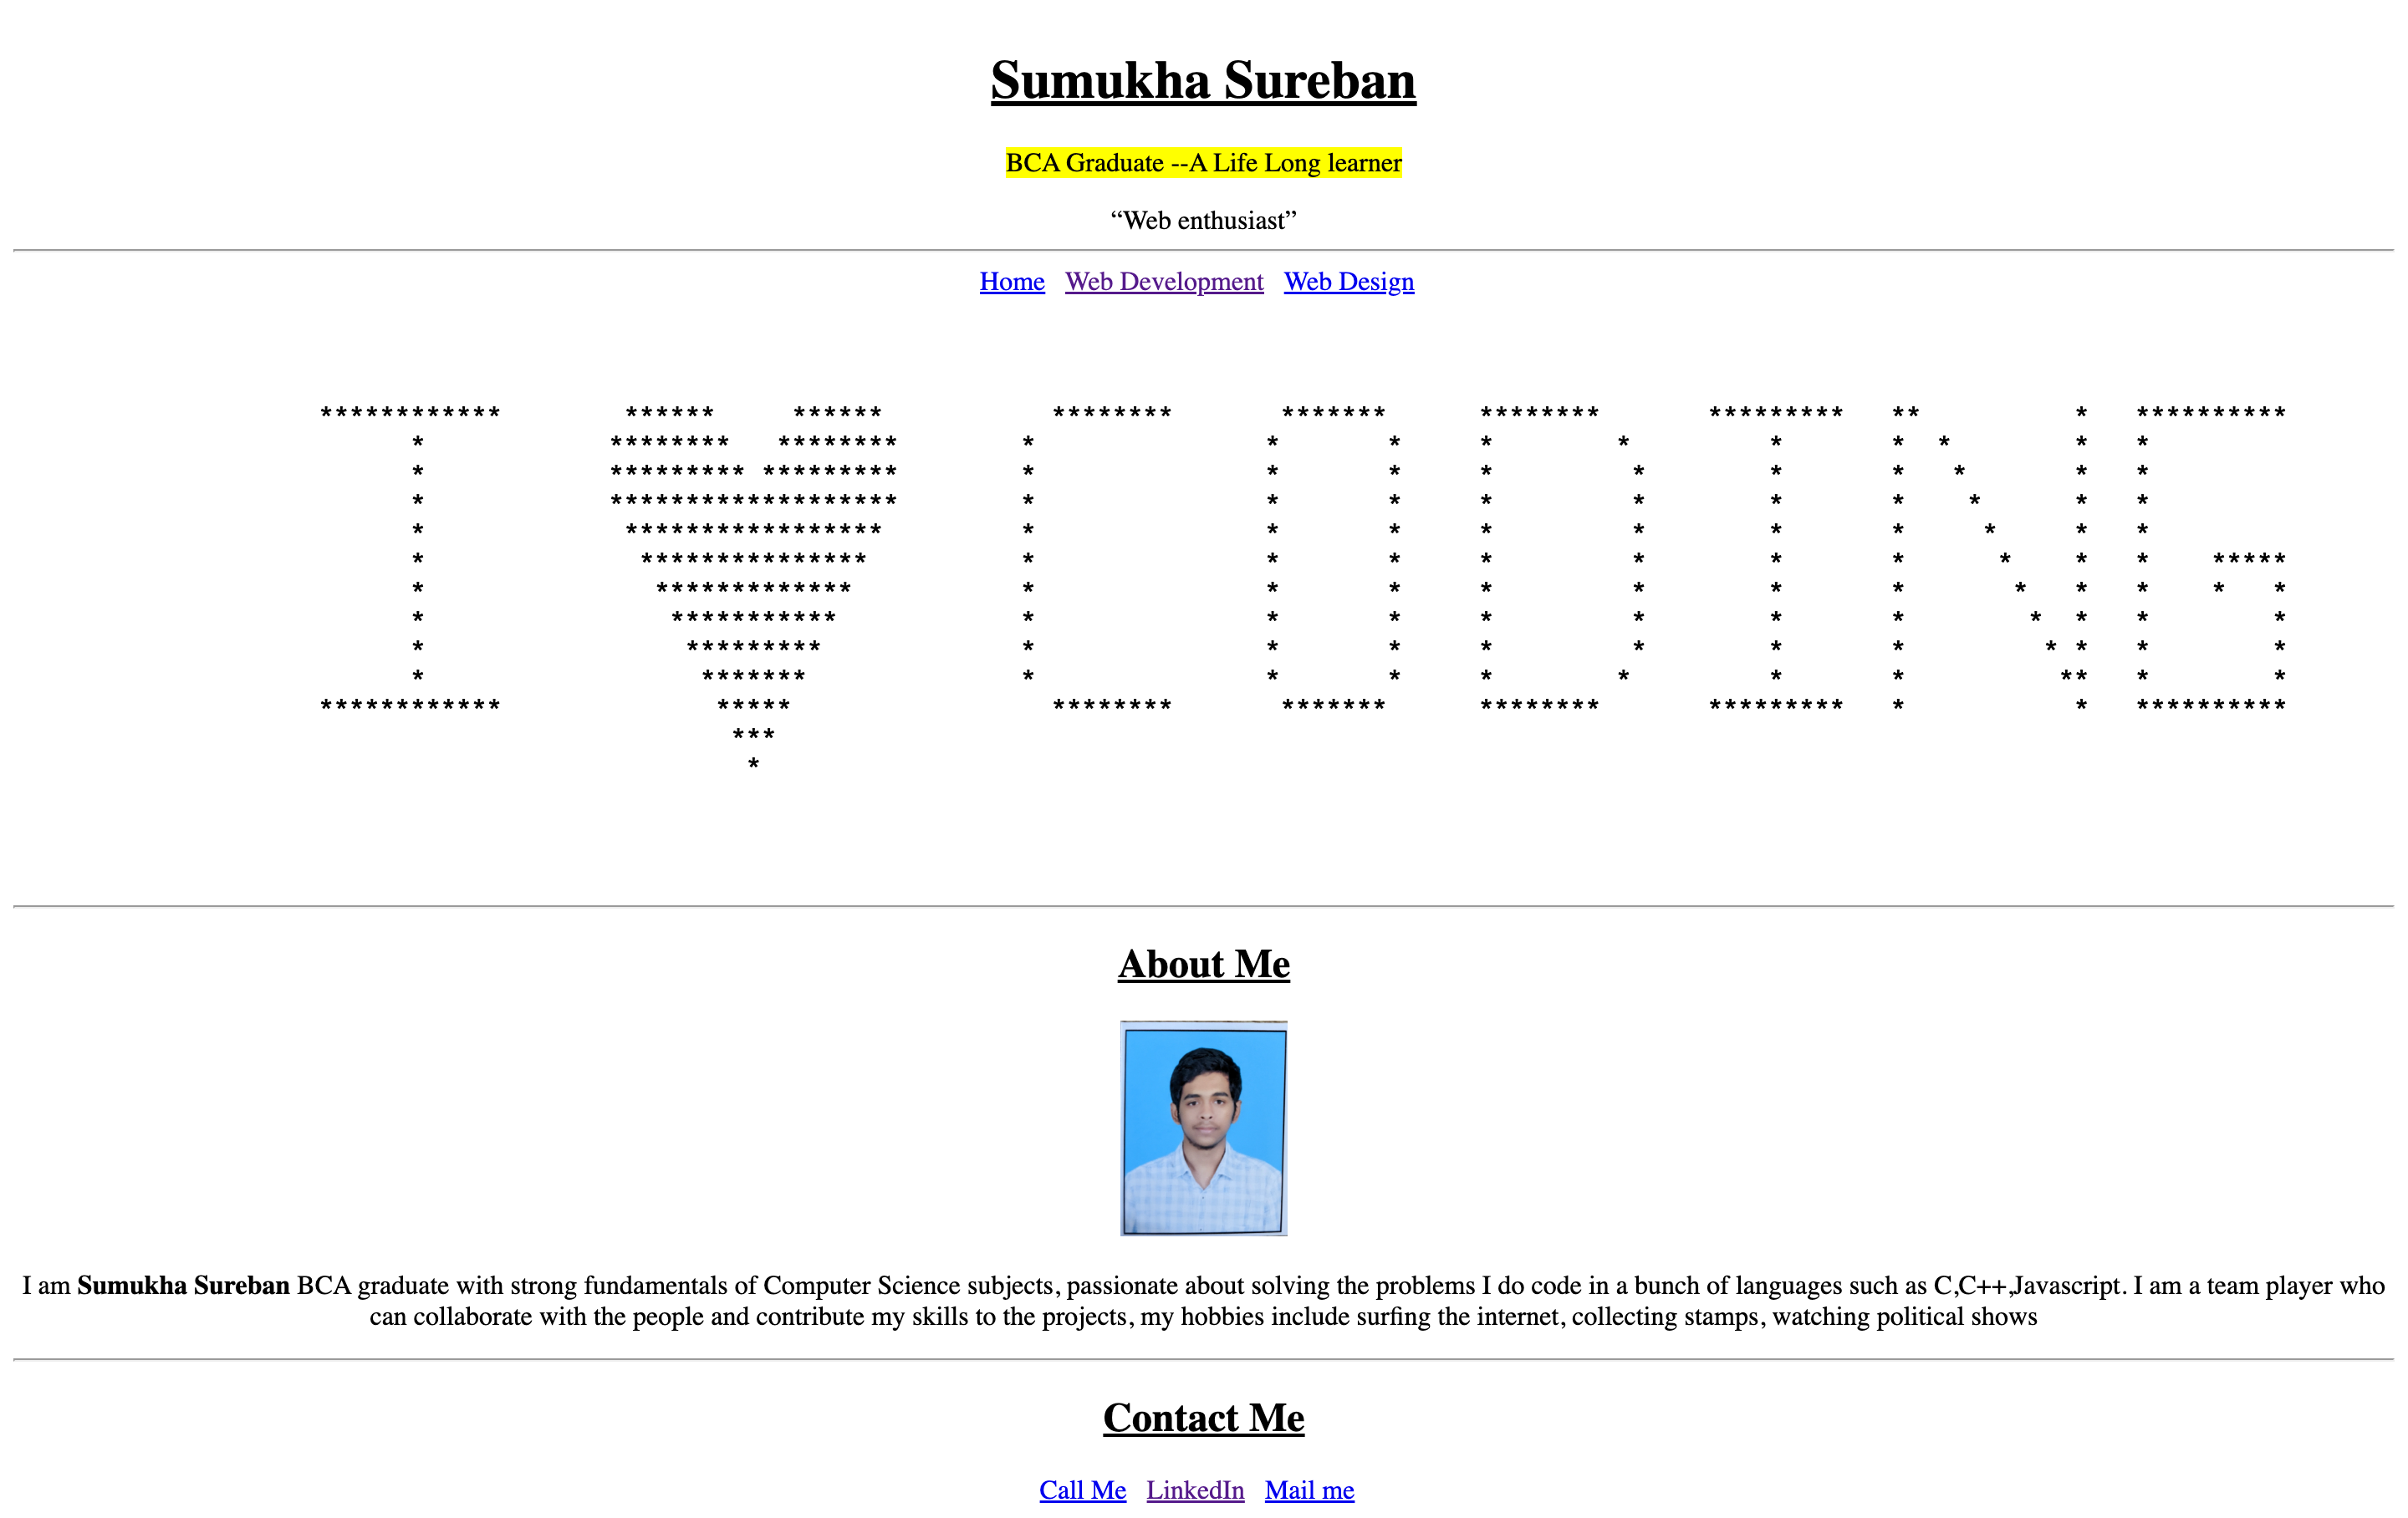 Sumukha Sureban
BCA Graduate --A Life Long learner
“Web enthusiast”
Home Web Development Web Design
I ♥ CODING
About Me
I am Sumukha Sureban BCA graduate with strong fundamentals of Computer Science subjects, passionate about solving the problems I do code in a bunch of languages such as C,C++,Javascript. I am a team player who
can collaborate with the people and contribute my skills to the projects, my hobbies include surfing the internet, collecting stamps, watching political shows
Contact Me
Call Me LinkedIn Mail me